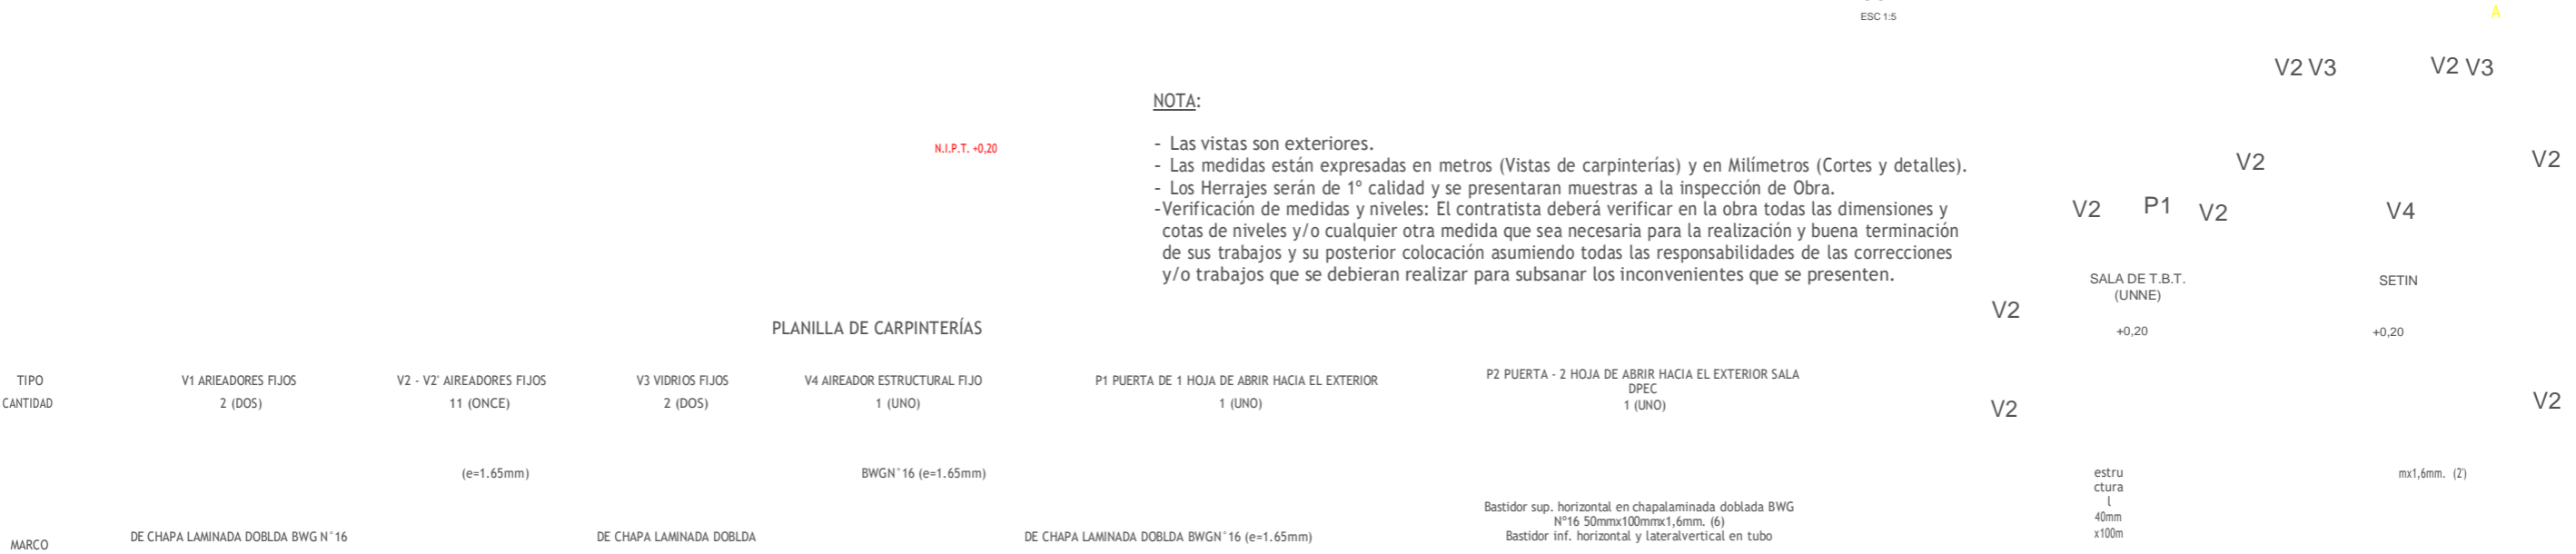 ESC 1:5
A
V2 V3
V2 V3
NOTA:
N.I.P.T. +0,20
- Las vistas son exteriores.
- Las medidas están expresadas en metros (Vistas de carpinterías) y en Milímetros (Cortes y detalles).
- Los Herrajes serán de 1º calidad y se presentaran muestras a la inspección de Obra.
-Verificación de medidas y niveles: El contratista deberá verificar en la obra todas las dimensiones y
cotas de niveles y/o cualquier otra medida que sea necesaria para la realización y buena terminación
de sus trabajos y su posterior colocación asumiendo todas las responsabilidades de las correcciones
y/o trabajos que se debieran realizar para subsanar los inconvenientes que se presenten.
V2
V2
V2
P1
V2
V4
SALA DE T.B.T.
(UNNE)
SETIN
V2
+0,20
+0,20
PLANILLA DE CARPINTERÍAS
TIPO
V1 ARIEADORES FIJOS
V2 - V2' AIREADORES FIJOS
V3 VIDRIOS FIJOS
V4 AIREADOR ESTRUCTURAL FIJO
P1 PUERTA DE 1 HOJA DE ABRIR HACIA EL EXTERIOR
P2 PUERTA - 2 HOJA DE ABRIR HACIA EL EXTERIOR SALA
DPEC
CANTIDAD
2 (DOS)
11 (ONCE)
2 (DOS)
1 (UNO)
1 (UNO)
1 (UNO)
V2
V2
(e=1.65mm)
BWGN°16 (e=1.65mm)
estru
ctura
l
40mm
x100m
mx1,6mm. (2)
MARCO
DE CHAPA LAMINADA DOBLDA BWG N°16
DE CHAPA LAMINADA DOBLDA
DE CHAPA LAMINADA DOBLDA BWGN°16 (e=1.65mm)
Bastidor sup. horizontal en chapalaminada doblada BWG
Nº16 50mmx100mmx1,6mm. (6)
Bastidor inf. horizontal y lateralvertical en tubo